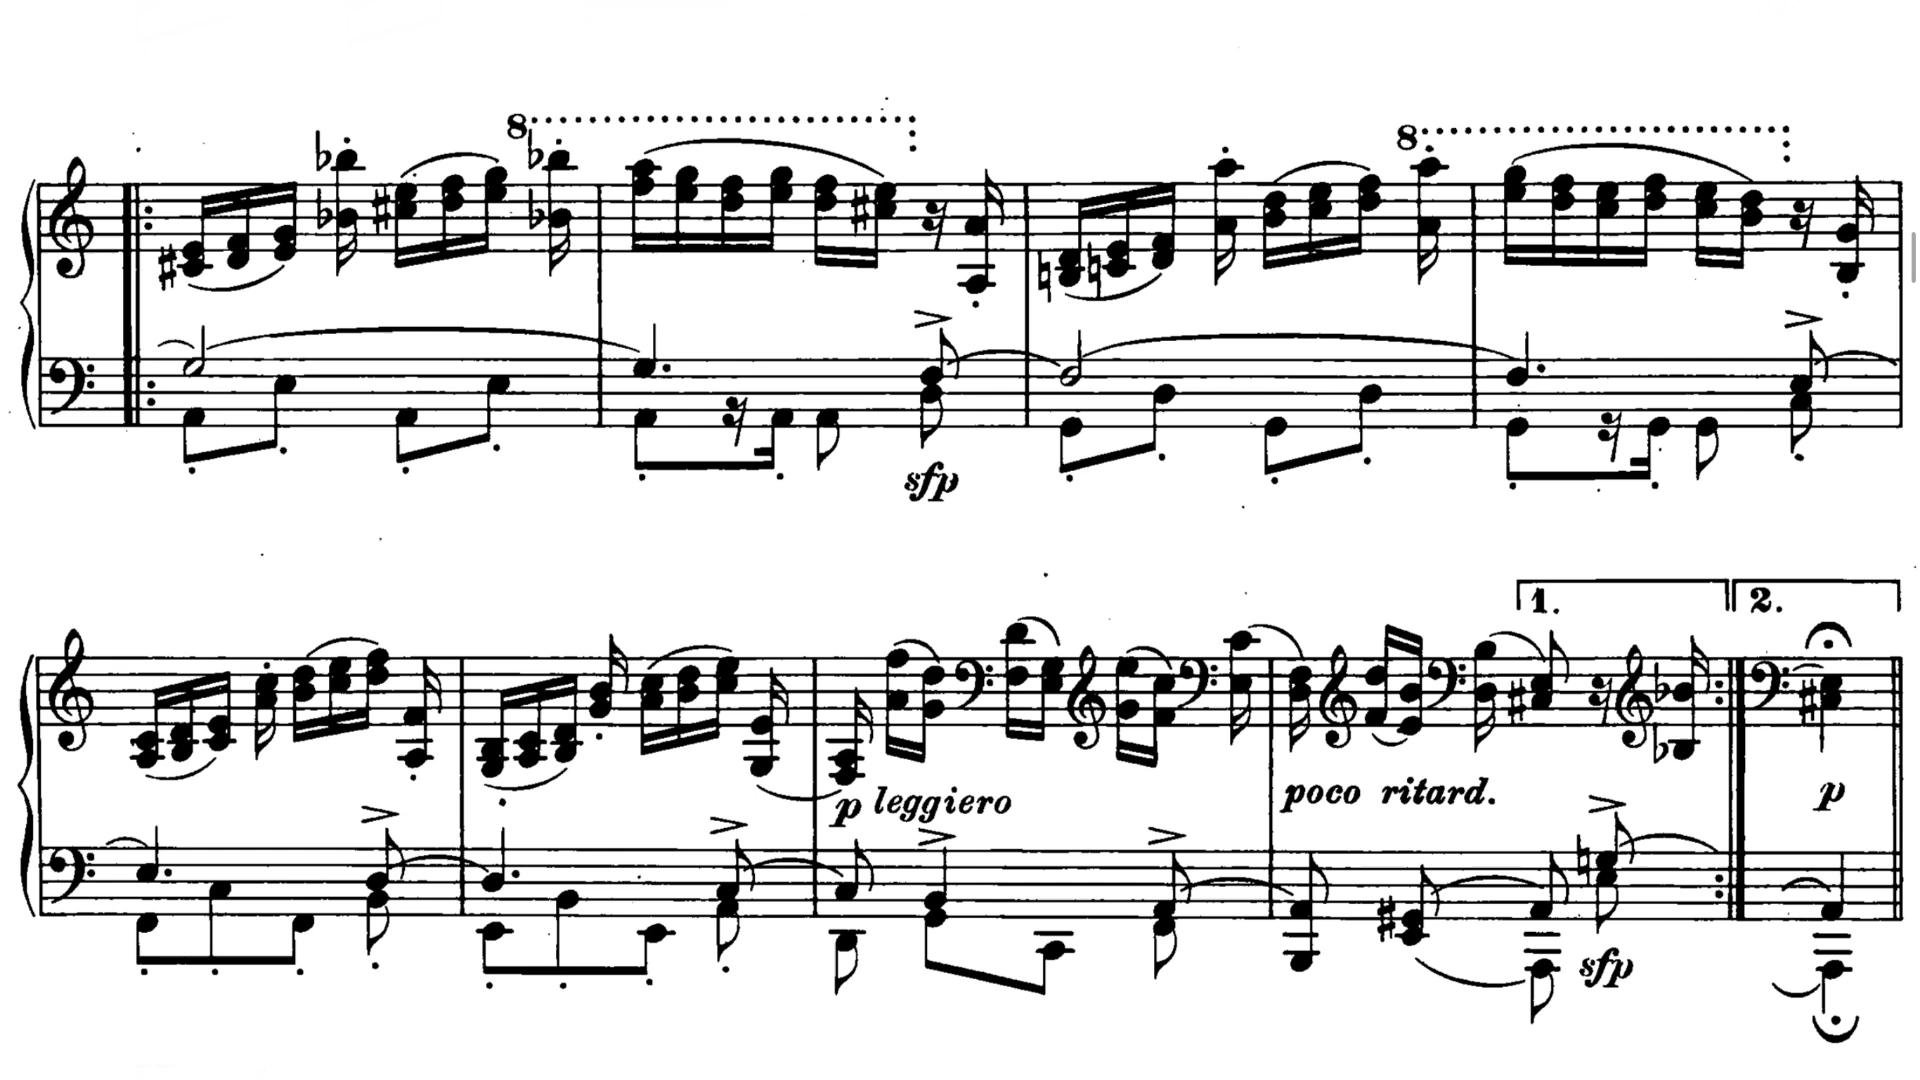 8 8
sfp
1. 2.
p leggiero poco ritard. p
sfp